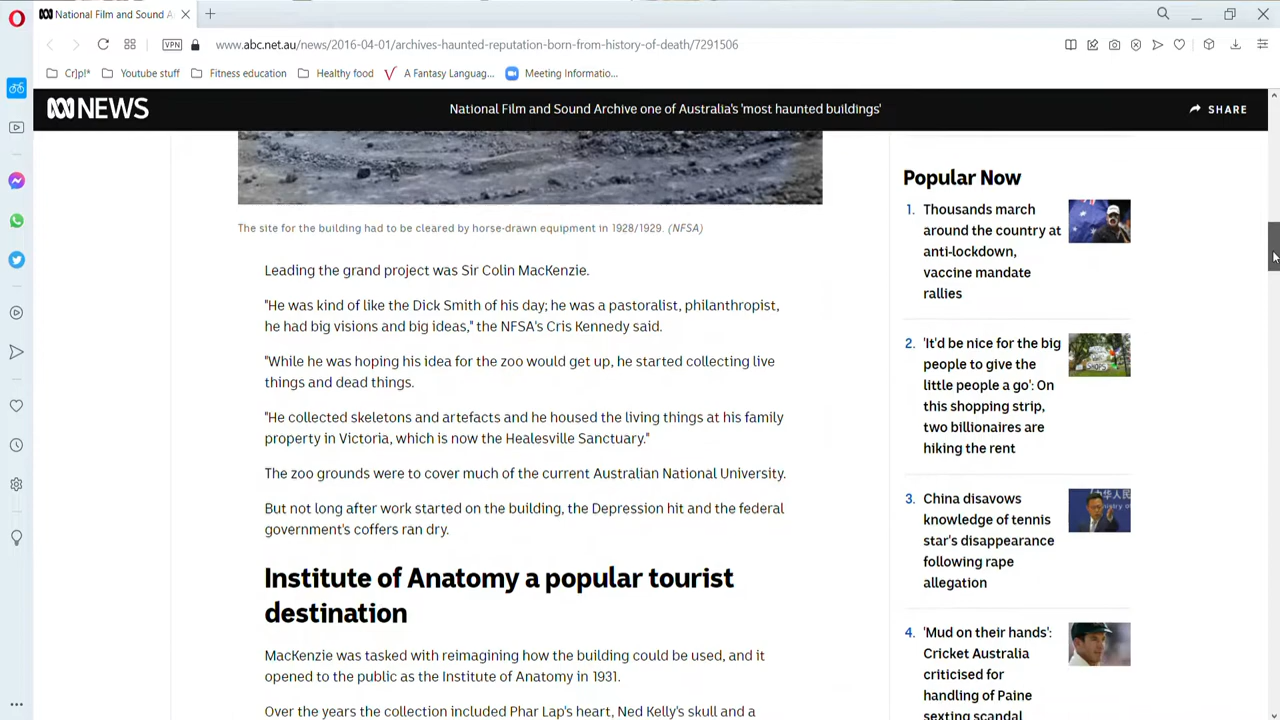 National Film and Sound A
VPN
www.abc.net.au/news/2016-04-01/archives-haunted-reputation-born-from-history-of-death/7291506
Cr)p!*
Youtube stuff
Fitness education
Healthy food
A Fantasy Languag...
Meeting Informatio...
NEWS
National Film and Sound Archive one of Australia's 'most haunted buildings'
SHARE
The site for the building had to be cleared by horse-drawn equipment in 1928/1929. (NFSA)
Leading the grand project was Sir Colin MacKenzie.
"He was kind of like the Dick Smith of his day; he was a pastoralist, philanthropist,
he had big visions and big ideas," the NFSA's Cris Kennedy said.
"While he was hoping his idea for the zoo would get up, he started collecting live
things and dead things.
"He collected skeletons and artefacts and he housed the living things at his family
property in Victoria, which is now the Healesville Sanctuary."
The zoo grounds were to cover much of the current Australian National University.
But not long after work started on the building, the Depression hit and the federal
government's coffers ran dry.
Institute of Anatomy a popular tourist
destination
MacKenzie was tasked with reimagining how the building could be used, and it
opened to the public as the Institute of Anatomy in 1931.
Over the years the collection included Phar Lap's heart, Ned Kelly's skull and a
Popular Now
1. Thousands march
around the country at
anti-lockdown,
vaccine mandate
rallies
2. 'It'd be nice for the big
people to give the
little people a go': On
this shopping strip,
two billionaires are
hiking the rent
3. China disavows
knowledge of tennis
star's disappearance
following rape
allegation
4. 'Mud on their hands':
Cricket Australia
criticised for
handling of Paine
sexting scandal